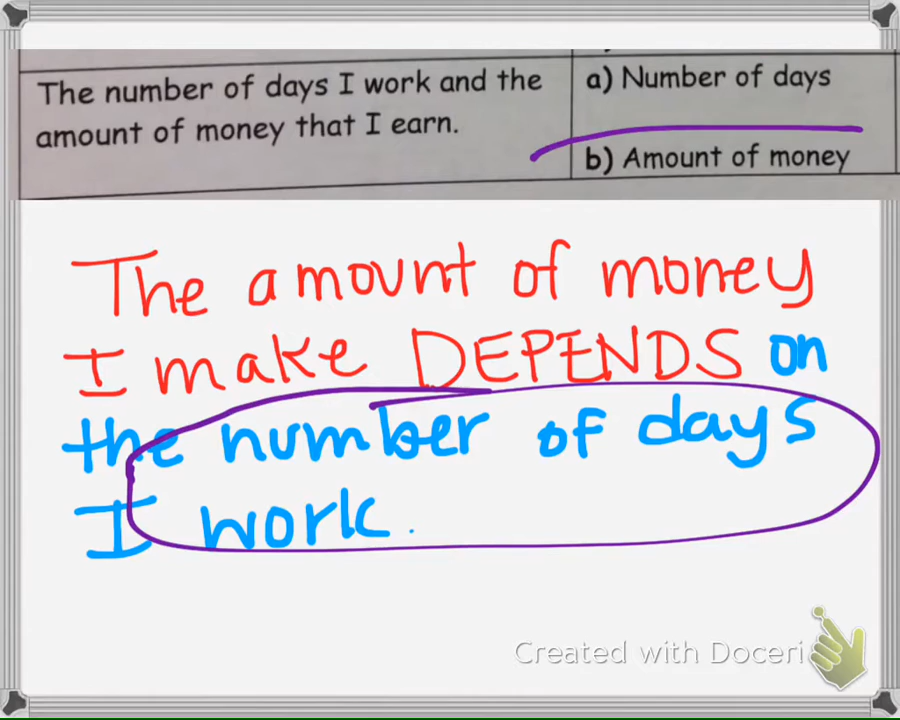 The number of days I work and the
amount of money that I earn.
a) Number of days
b) Amount of money
The amount of money
I make DEPENDS on
the number of days
I work.
Created with Doceri